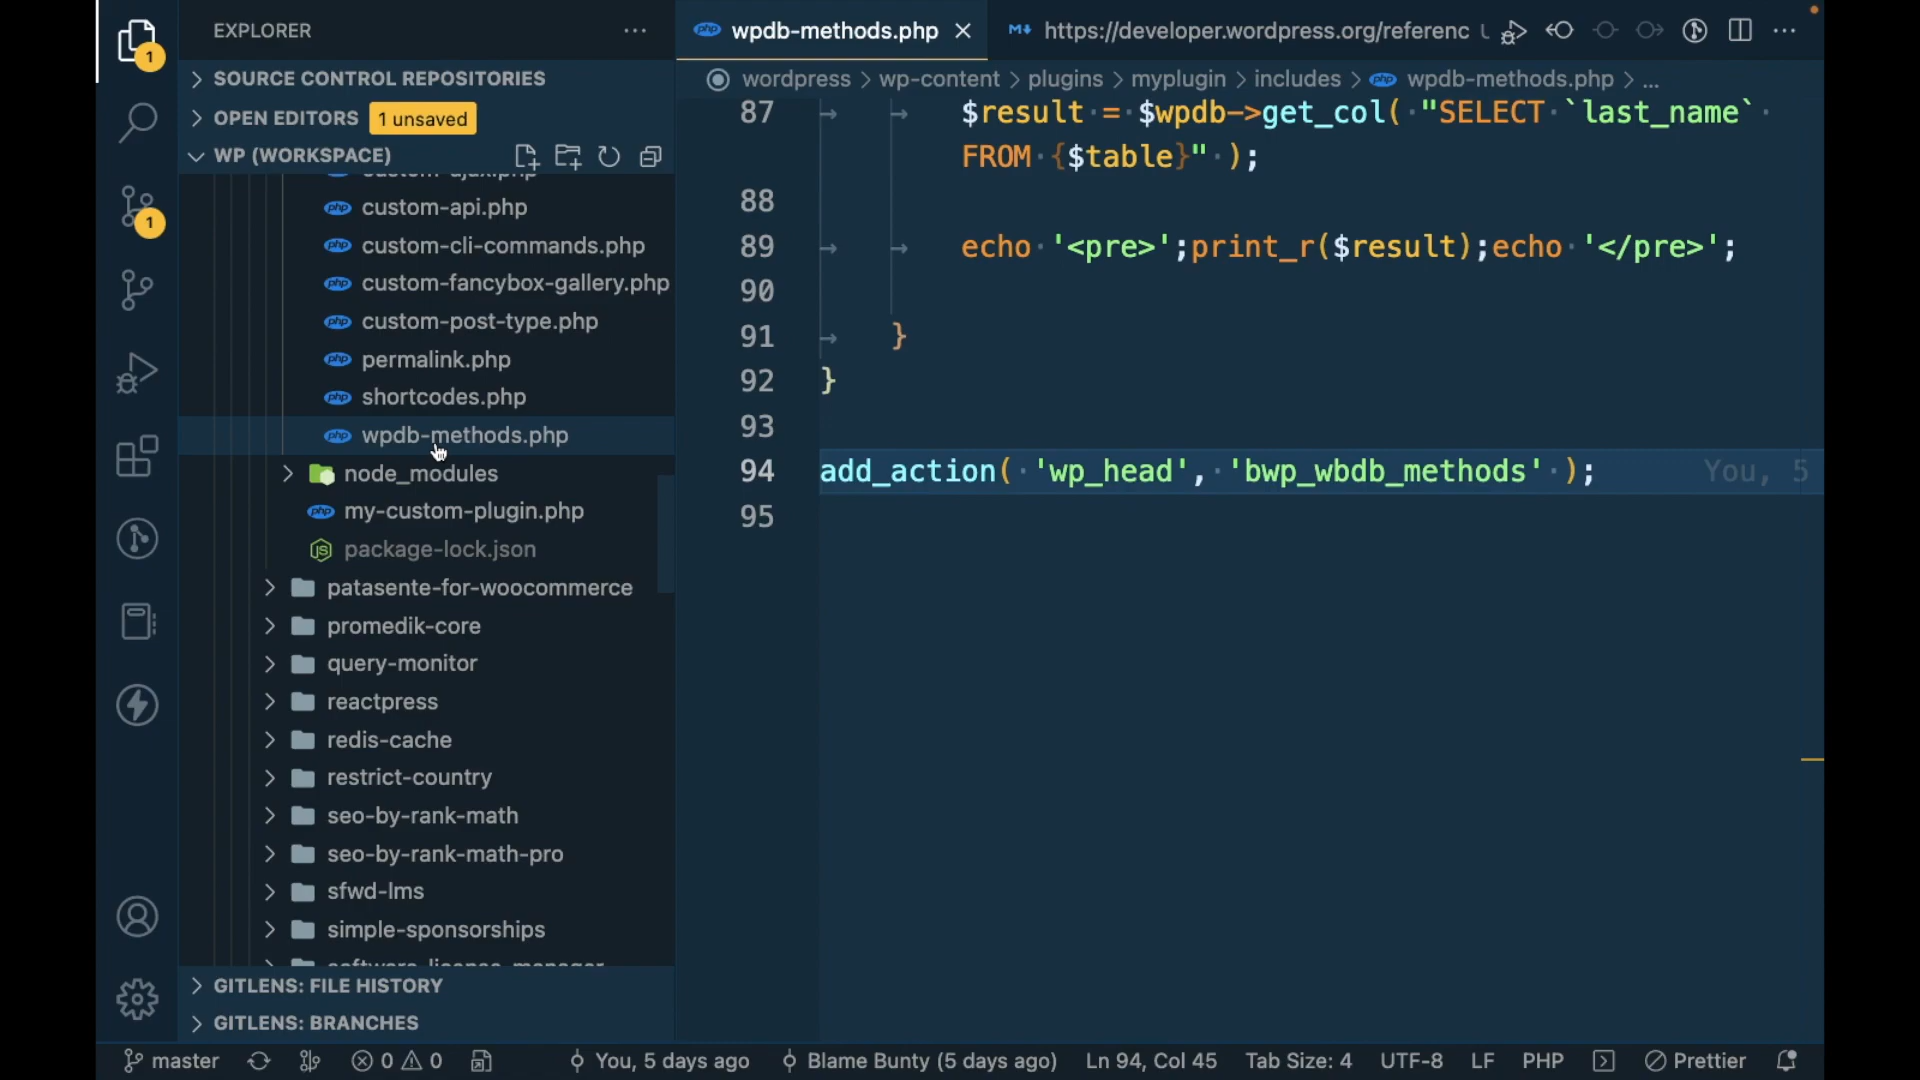 EXPLORER
SOURCE CONTROL REPOSITORIES
OPEN EDITORS 1 unsaved
WP (WORKSPACE)
custom-ajax.php
custom-api.php
custom-cli-commands.php
custom-fancybox-gallery.php
custom-post-type.php
permalink.php
shortcodes.php
wpdb-methods.php
node_modules
my-custom-plugin.php
package-lock.json
patasente-for-woocommerce
promedik-core
query-monitor
reactpress
redis-cache
restrict-country
seo-by-rank-math
seo-by-rank-math-pro
sfwd-lms
simple-sponsorships
software-license-manager
GITLENS: FILE HISTORY
GITLENS: BRANCHES
1
1
wpdb-methods.php
https://developer.wordpress.org/referenc U
wordpress > wp-content > plugins > myplugin > includes > wpdb-methods.php > ...
87 $result = $wpdb->get_col( "SELECT `last_name`
FROM {$table}" );
88
89 echo '<pre>';print_r($result);echo '</pre>';
90
91 }
92 }
93
94 add_action( 'wp_head', 'bwp_wbdb_methods' ); You, 5
95
master 0 0 You, 5 days ago Blame Bunty (5 days ago) Ln 94, Col 45 Tab Size: 4 UTF-8 LF PHP Prettier